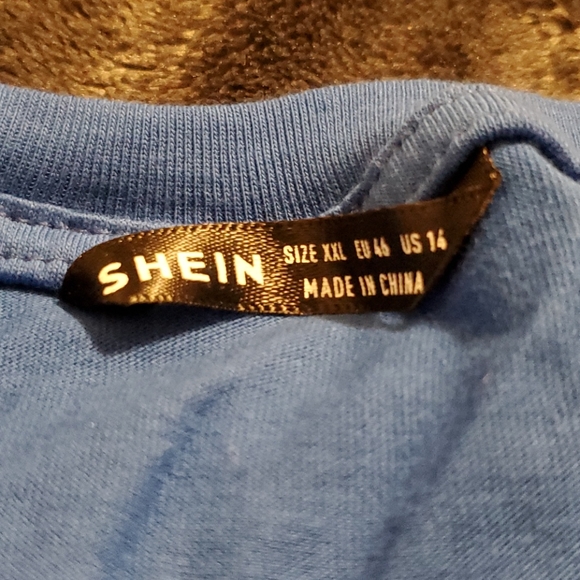 SHEIN
SIZE XXL EU 46 US 14
MADE IN CHINA